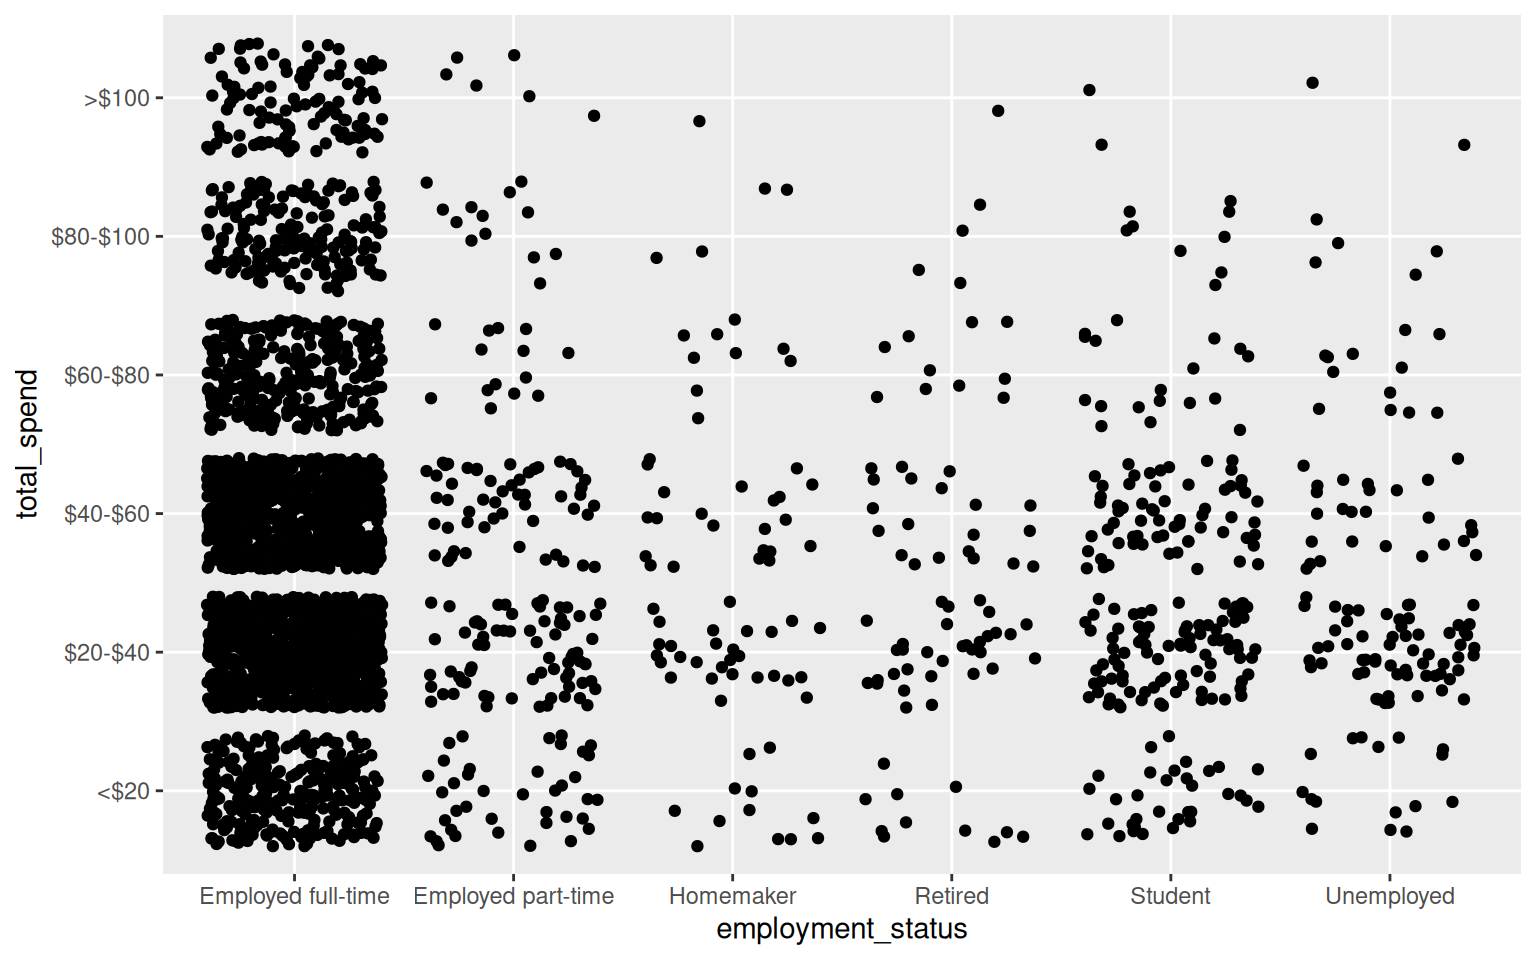 total_spend
>$100
$80-$100
$60-$80
$40-$60
$20-$40
<$20
Employed full-time
Employed part-time
Homemaker
Retired
Student
Unemployed
employment_status